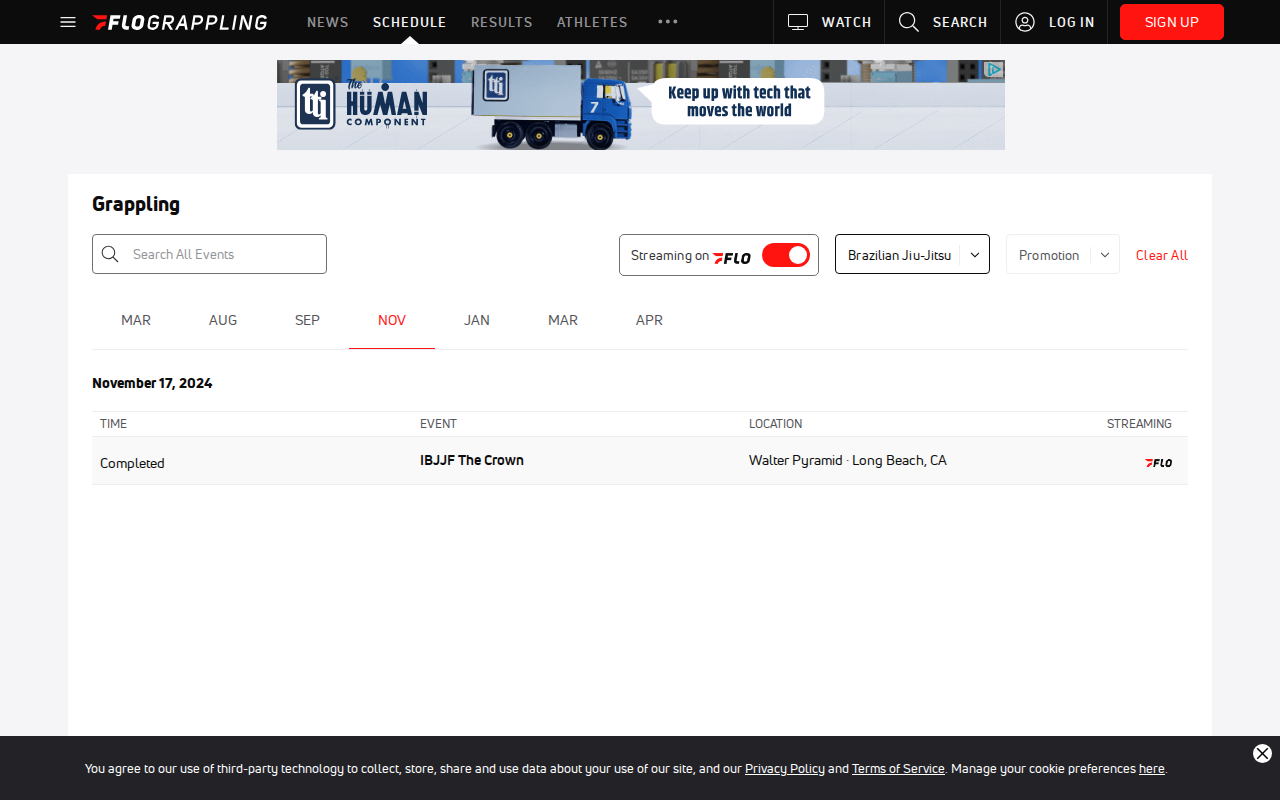 FLOGRAPPLING NEWS SCHEDULE RESULTS ATHLETES ••• WATCH SEARCH LOG IN SIGN UP
tti The HUMAN COMPONENT tti 7 Keep up with tech that
moves the world
Grappling
Search All Events Streaming on FLO Brazilian Jiu-Jitsu Promotion Clear All
MAR AUG SEP NOV JAN MAR APR
November 17, 2024
TIME EVENT LOCATION STREAMING
Completed IBJJF The Crown Walter Pyramid · Long Beach, CA FLO
You agree to our use of third-party technology to collect, store, share and use data about your use of our site, and our Privacy Policy and Terms of Service. Manage your cookie preferences here.